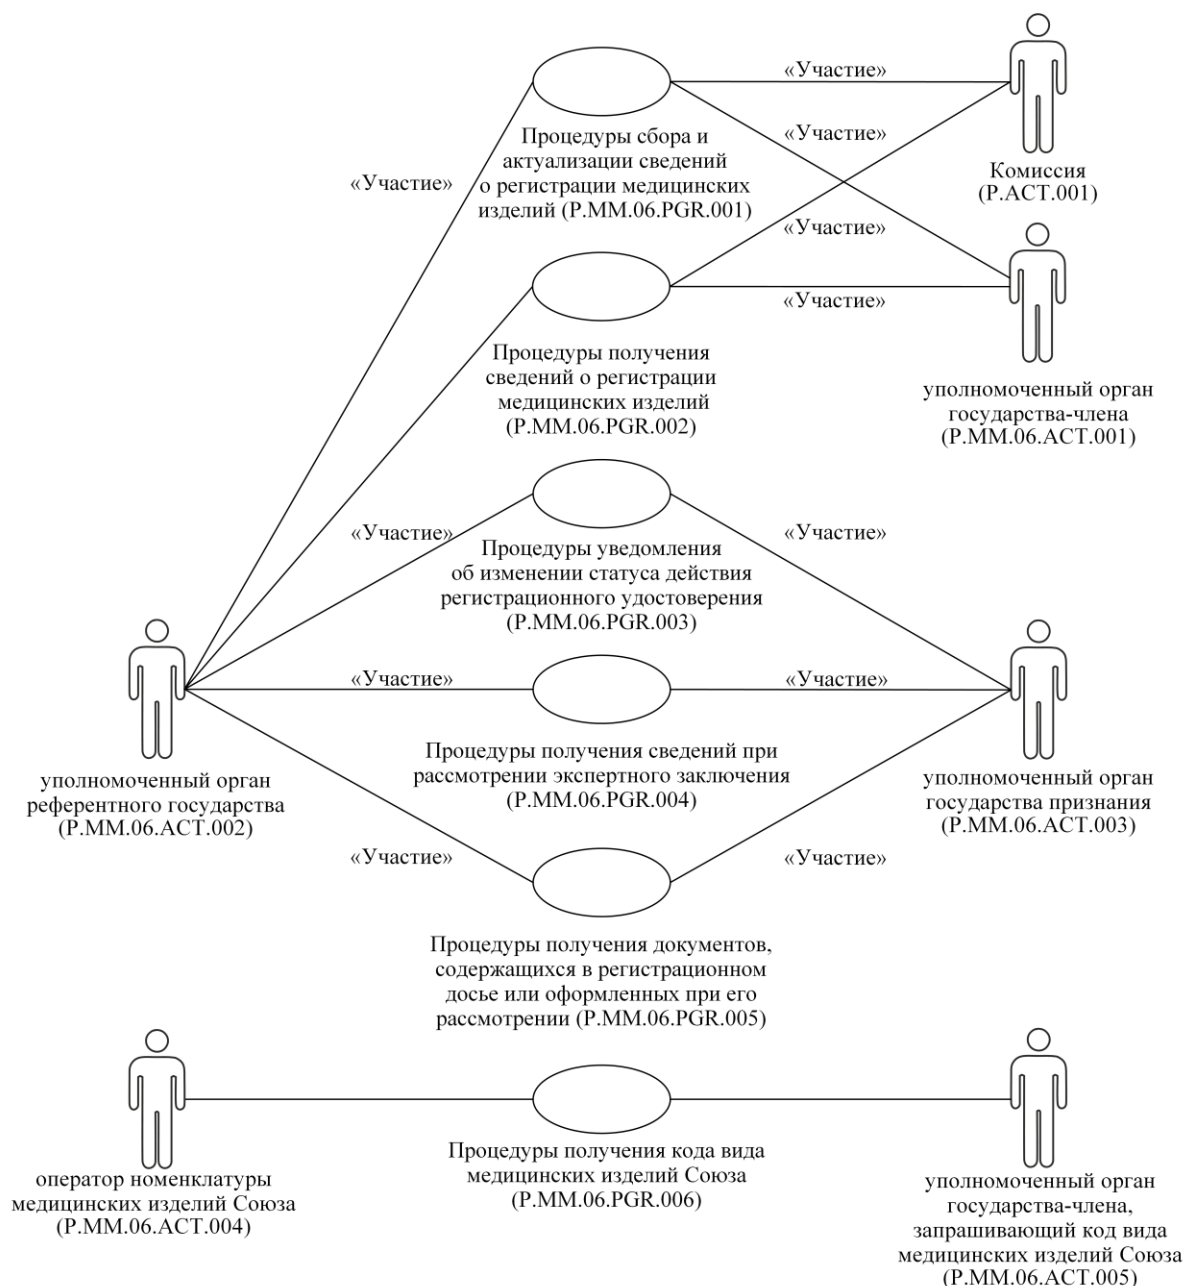 «Участие»
«Участие»
Процедуры сбора и
актуализации сведений
о регистрации медицинских
изделий (P.MM.06.PGR.001)
«Участие»
Комиссия
(P.ACT.001)
«Участие»
«Участие»
Процедуры получения
сведений о регистрации
медицинских изделий
(P.MM.06.PGR.002)
уполномоченный орган
государства-члена
(P.MM.06.ACT.001)
«Участие»
«Участие»
Процедуры уведомления
об изменении статуса действия
регистрационного удостоверения
(P.MM.06.PGR.003)
«Участие»
«Участие»
Процедуры получения сведений при
рассмотрении экспертного заключения
(P.MM.06.PGR.004)
уполномоченный орган
референтного государства
(P.MM.06.ACT.002)
уполномоченный орган
государства признания
(P.MM.06.ACT.003)
«Участие»
«Участие»
Процедуры получения документов,
содержащихся в регистрационном
досье или оформленных при его
рассмотрении (P.MM.06.PGR.005)
Процедуры получения кода вида
медицинских изделий Союза
(P.MM.06.PGR.006)
оператор номенклатуры
медицинских изделий Союза
(P.MM.06.ACT.004)
уполномоченный орган
государства-члена,
запрашивающий код вида
медицинских изделий Союза
(P.MM.06.ACT.005)